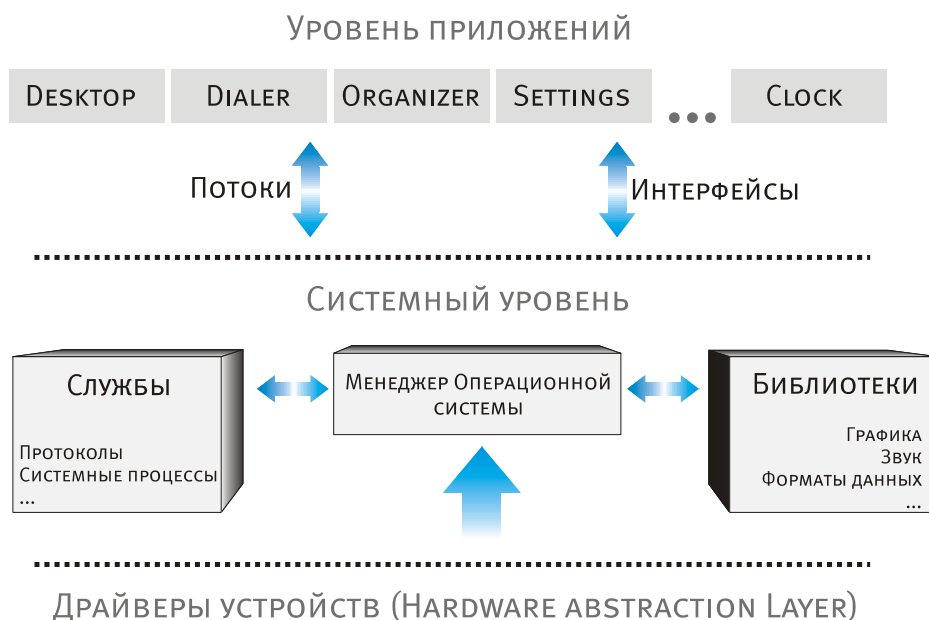 Уровень приложений
Desktop
Dialer
Organizer
Settings
...
Clock
Потоки
Интерфейсы
Системный уровень
Службы
Протоколы
Системные процессы
...
Менеджер Операционной
системы
Библиотеки
Графика
Звук
Форматы данных
...
Драйверы устройств (Hardware abstraction Layer)